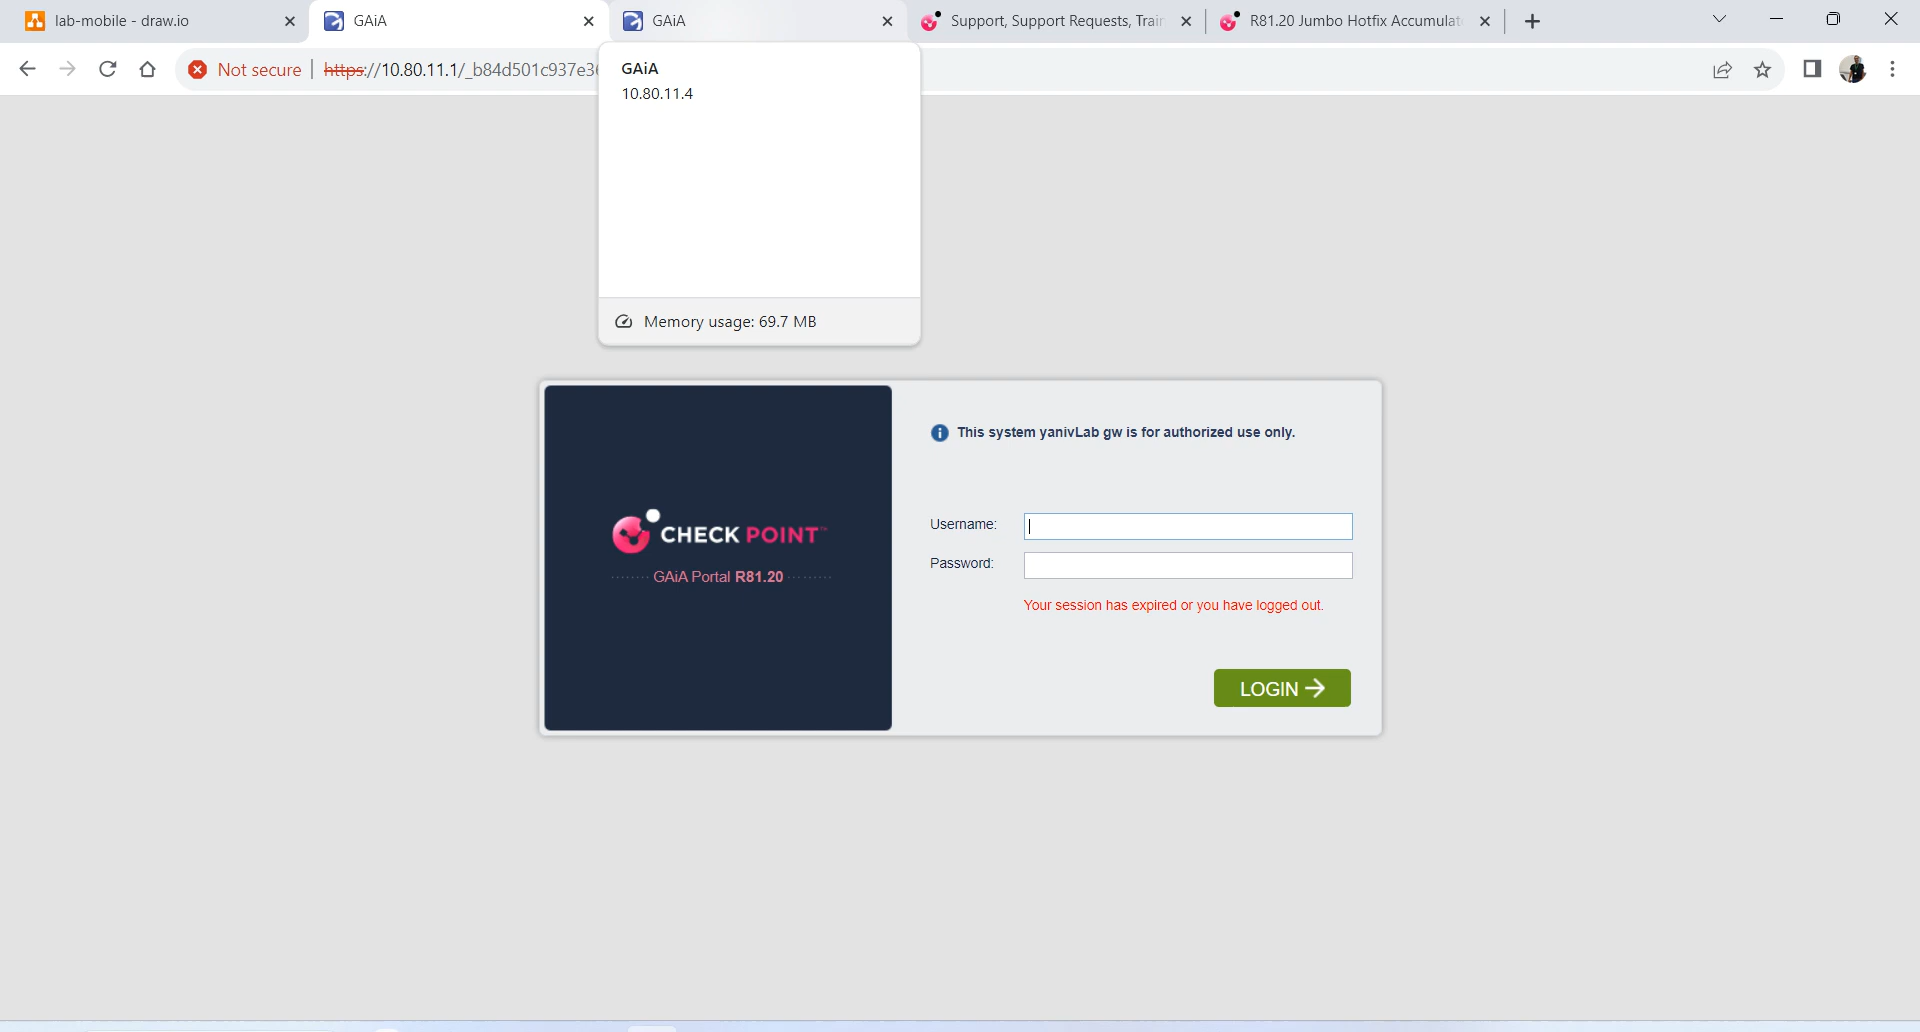 lab-mobile - draw.io
GAiA
GAiA
Support, Support Requests, Trair
R81.20 Jumbo Hotfix Accumulat
Not secure
https://10.80.11.1/_b84d501c937e3
GAiA
10.80.11.4
Memory usage: 69.7 MB
CHECK POINT™
GAiA Portal R81.20
This system yanivLab gw is for authorized use only.
Username:
Password:
Your session has expired or you have logged out.
LOGIN